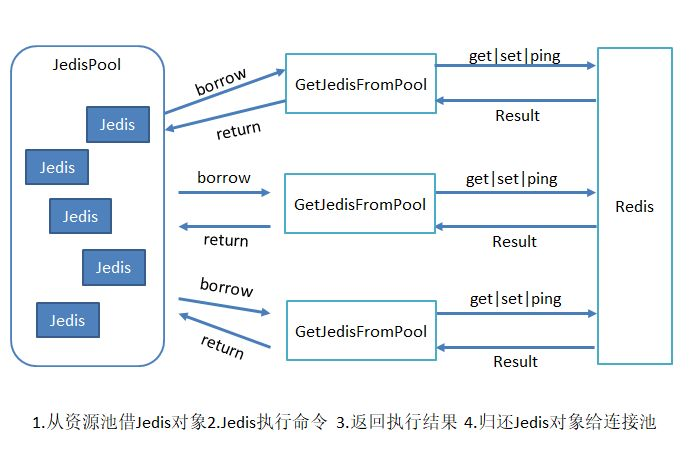 JedisPool
Jedis
Jedis
Jedis
Jedis
Jedis
borrow
return
GetJedisFromPool
get|set|ping
Result
borrow
return
GetJedisFromPool
get|set|ping
Result
borrow
return
GetJedisFromPool
get|set|ping
Result
Redis
1.从资源池借Jedis对象2.Jedis执行命令 3.返回执行结果 4.归还Jedis对象给连接池